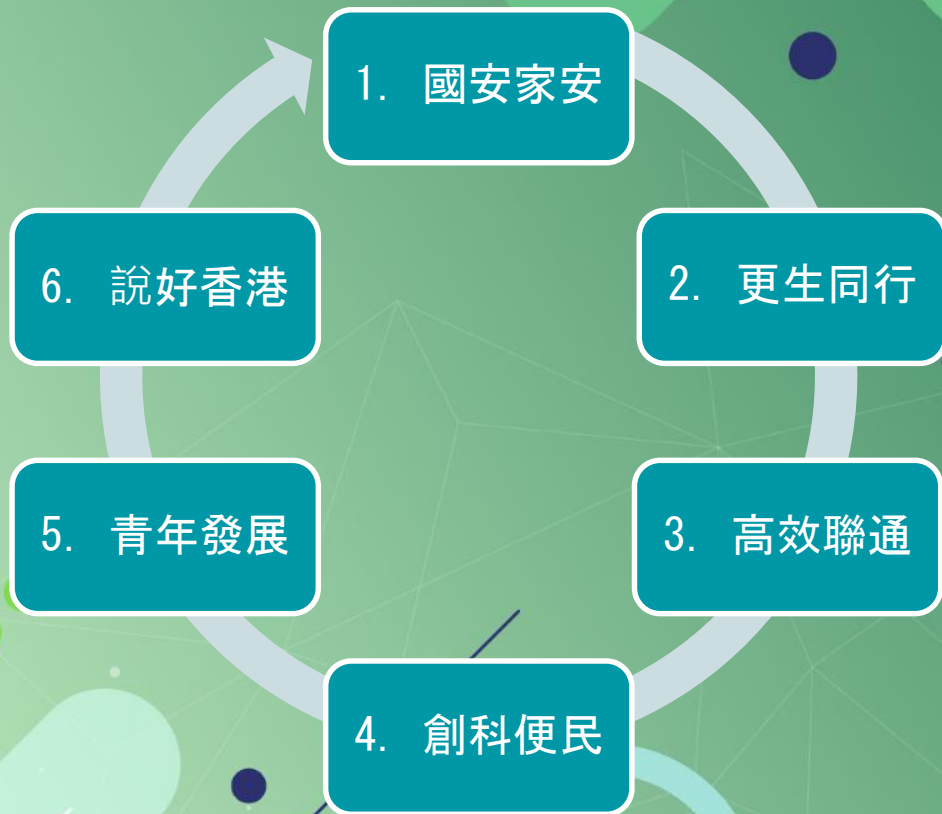 1. 國安家安
2. 更生同行
3. 高效聯通
4. 創科便民
5. 青年發展
6. 說好香港